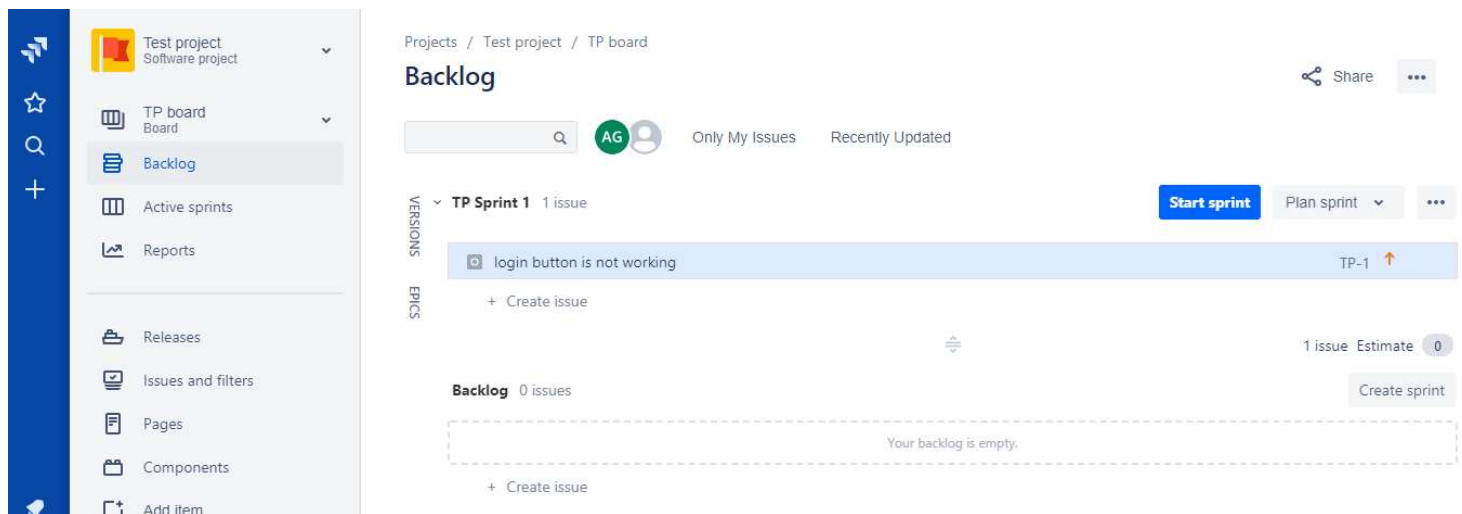 Test project
Software project
TP board
Board
Backlog
Active sprints
Reports
Releases
Issues and filters
Pages
Components
Add item
Projects / Test project / TP board
Backlog
Share
AG
Only My Issues
Recently Updated
VERSIONS
EPICS
TP Sprint 1 1 issue
Start sprint
Plan sprint
login button is not working
TP-1
+ Create issue
1 issue Estimate 0
Backlog 0 issues
Create sprint
Your backlog is empty.
+ Create issue